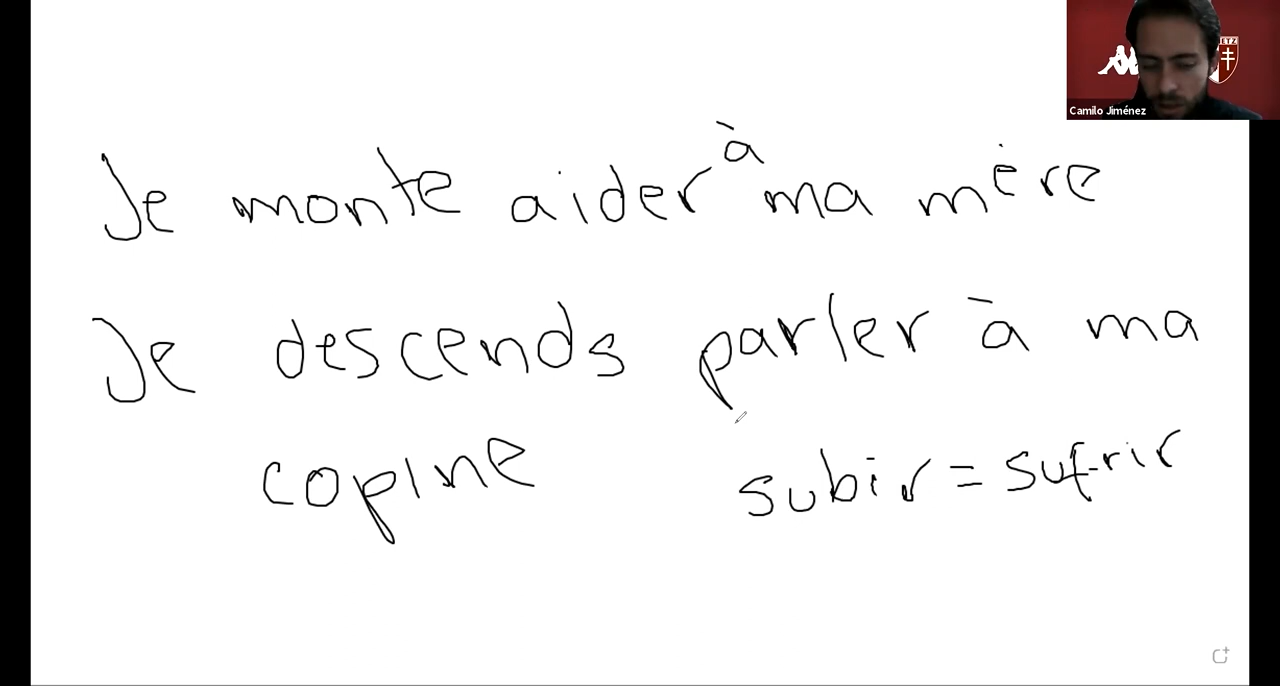 Camilo Jiménez
Je monte aider à ma mère
Je descends parler à ma
copine subir = sufrir